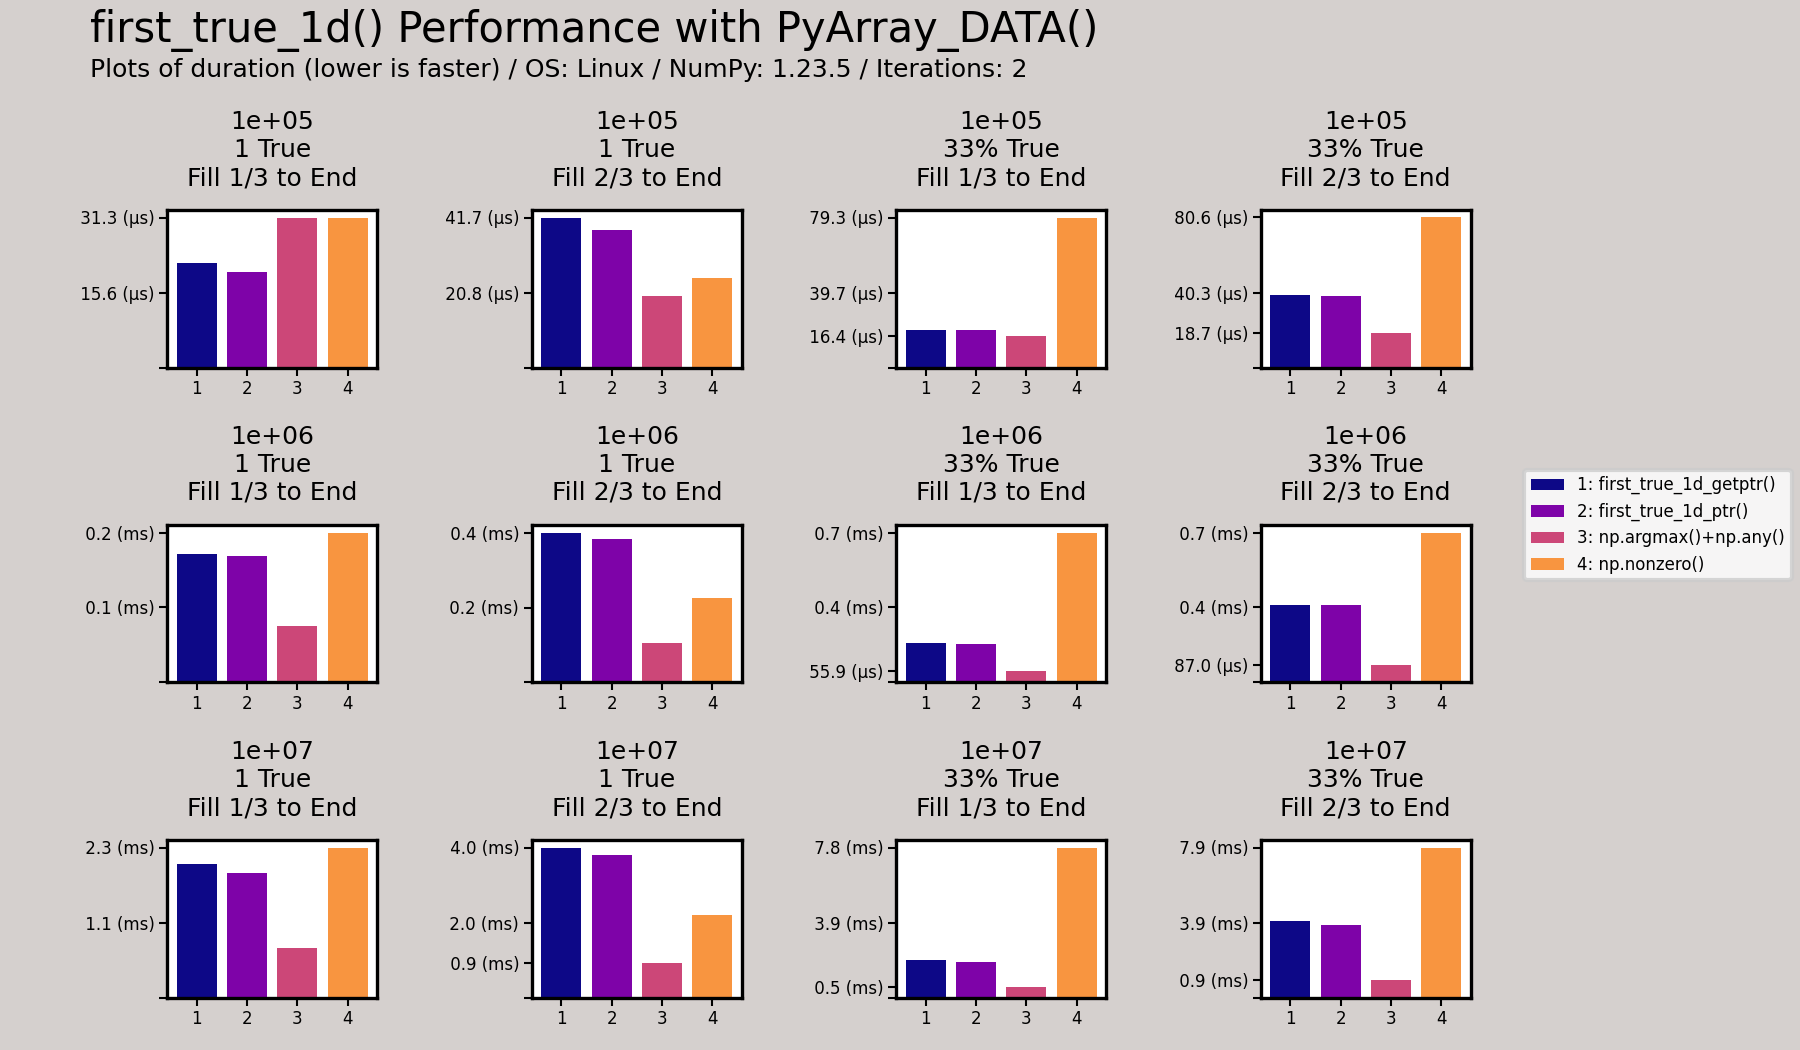 first_true_1d() Performance with PyArray_DATA()
Plots of duration (lower is faster) / OS: Linux / NumPy: 1.23.5 / Iterations: 2
1e+05
1 True
Fill 1/3 to End
31.3 (μs)
15.6 (μs)
1 2 3 4
1e+05
1 True
Fill 2/3 to End
41.7 (μs)
20.8 (μs)
1 2 3 4
1e+05
33% True
Fill 1/3 to End
79.3 (μs)
39.7 (μs)
16.4 (μs)
1 2 3 4
1e+05
33% True
Fill 2/3 to End
80.6 (μs)
40.3 (μs)
18.7 (μs)
1 2 3 4
1e+06
1 True
Fill 1/3 to End
0.2 (ms)
0.1 (ms)
1 2 3 4
1e+06
1 True
Fill 2/3 to End
0.4 (ms)
0.2 (ms)
1 2 3 4
1e+06
33% True
Fill 1/3 to End
0.7 (ms)
0.4 (ms)
55.9 (μs)
1 2 3 4
1e+06
33% True
Fill 2/3 to End
0.7 (ms)
0.4 (ms)
87.0 (μs)
1 2 3 4
1: first_true_1d_getptr()
2: first_true_1d_ptr()
3: np.argmax()+np.any()
4: np.nonzero()
1e+07
1 True
Fill 1/3 to End
2.3 (ms)
1.1 (ms)
1 2 3 4
1e+07
1 True
Fill 2/3 to End
4.0 (ms)
2.0 (ms)
0.9 (ms)
1 2 3 4
1e+07
33% True
Fill 1/3 to End
7.8 (ms)
3.9 (ms)
0.5 (ms)
1 2 3 4
1e+07
33% True
Fill 2/3 to End
7.9 (ms)
3.9 (ms)
0.9 (ms)
1 2 3 4